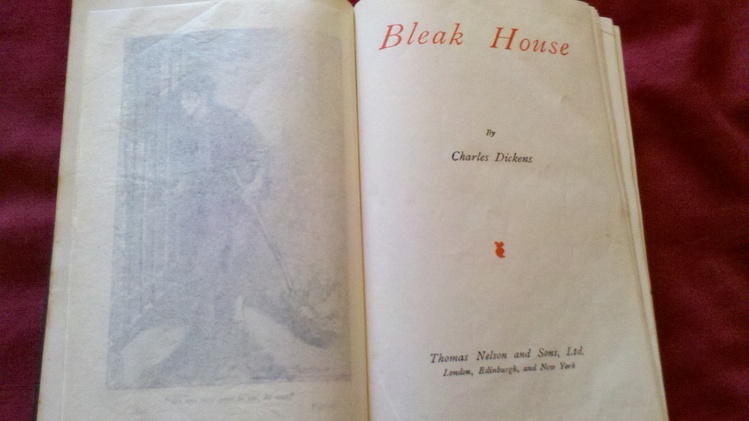 Bleak House
By
Charles Dickens
Thomas Nelson and Sons, Ltd.
London, Edinburgh, and New York